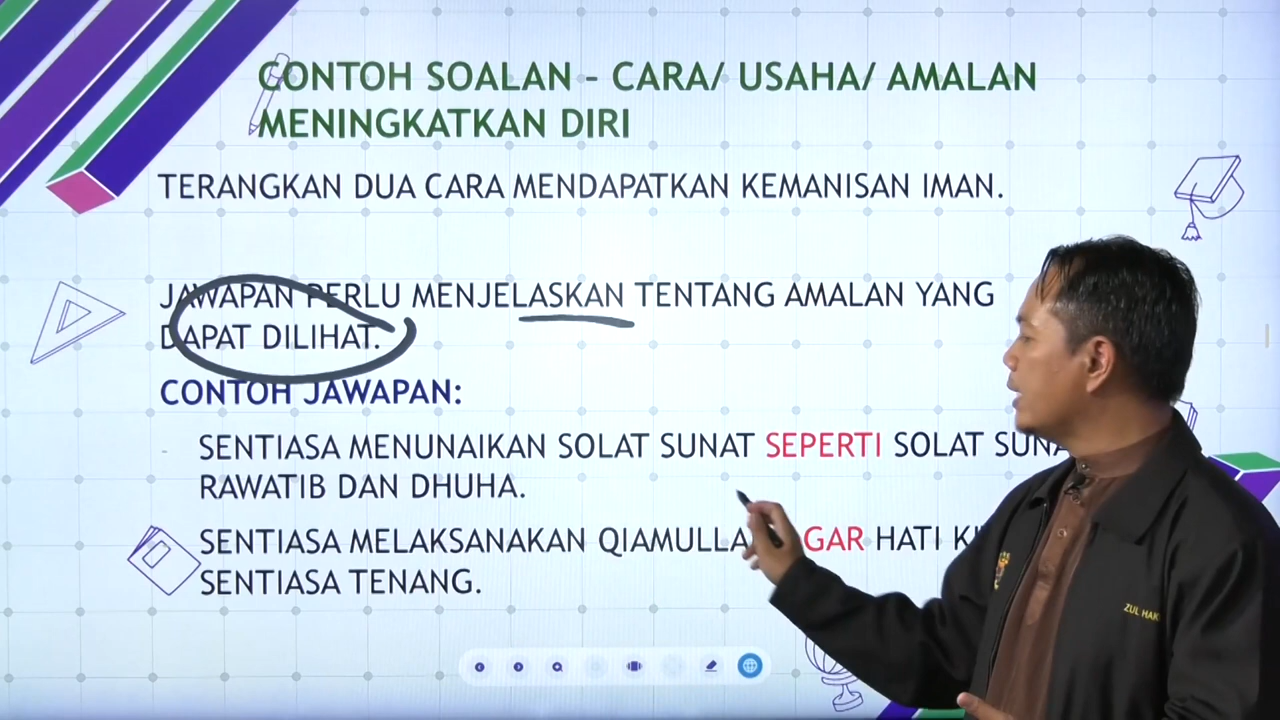 CONTOH SOALAN – CARA/ USAHA/ AMALAN
MENINGKATKAN DIRI
TERANGKAN DUA CARA MENDAPATKAN KEMANISAN IMAN.
JAWAPAN PERLU MENJELASKAN TENTANG AMALAN YANG
DAPAT DILIHAT.
CONTOH JAWAPAN:
- SENTIASA MENUNAIKAN SOLAT SUNAT SEPERTI SOLAT
RAWATIB DAN DHUHA.
SENTIASA MELAKSANAKAN HATI
SENTIASA TENANG.
ZUL